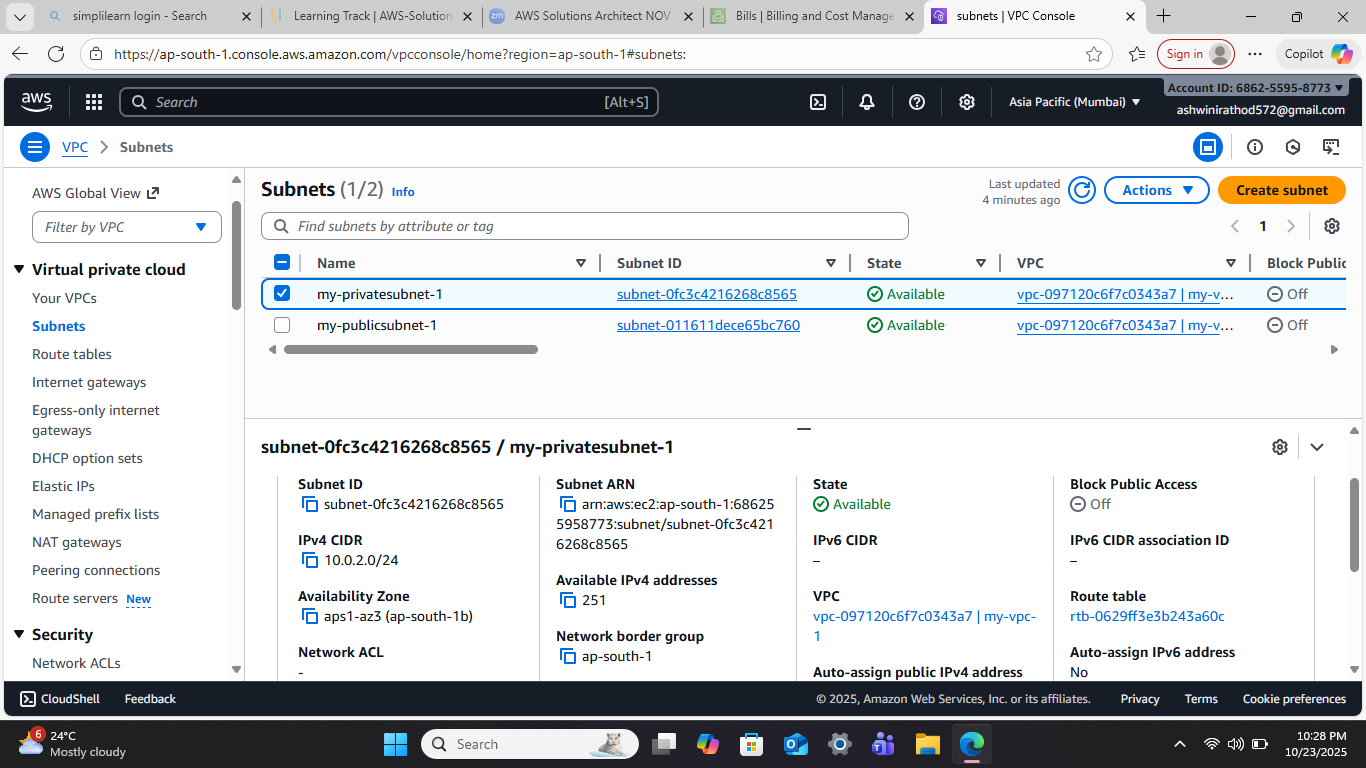 simplilearn login - Search
Learning Track | AWS-Solution
zm
AWS Solutions Architect NOV
Bills | Billing and Cost Manage
subnets | VPC Console
https://ap-south-1.console.aws.amazon.com/vpcconsole/home?region=ap-south-1#subnets:
Sign in
Copilot
aws
Search
[Alt+S]
Asia Pacific (Mumbai)
Account ID: 6862-5595-8773
ashwinirathod572@gmail.com
VPC
Subnets
AWS Global View
Filter by VPC
Virtual private cloud
Your VPCs
Subnets
Route tables
Internet gateways
Egress-only internet
gateways
DHCP option sets
Elastic IPs
Managed prefix lists
NAT gateways
Peering connections
Route servers New
Security
Network ACLs
Subnets (1/2) Info
Last updated
4 minutes ago
Actions
Create subnet
Find subnets by attribute or tag
1
Name Subnet ID State VPC Block Public
my-privatesubnet-1 subnet-0fc3c4216268c8565 Available vpc-097120c6f7c0343a7 | my-v... Off
my-publicsubnet-1 subnet-011611dece65bc760 Available vpc-097120c6f7c0343a7 | my-v... Off
subnet-0fc3c4216268c8565 / my-privatesubnet-1
Subnet ID
subnet-0fc3c4216268c8565
IPv4 CIDR
10.0.2.0/24
Availability Zone
aps1-az3 (ap-south-1b)
Network ACL
-
Subnet ARN
arn:aws:ec2:ap-south-1:68625
5958773:subnet/subnet-0fc3c421
6268c8565
Available IPv4 addresses
251
Network border group
ap-south-1
State
Available
IPv6 CIDR
–
VPC
vpc-097120c6f7c0343a7 | my-vpc-
1
Auto-assign public IPv4 address
Block Public Access
Off
IPv6 CIDR association ID
–
Route table
rtb-0629ff3e3b243a60c
Auto-assign IPv6 address
No
CloudShell
Feedback
© 2025, Amazon Web Services, Inc. or its affiliates.
Privacy
Terms
Cookie preferences
6
24°C
Mostly cloudy
Search
10:28 PM
10/23/2025